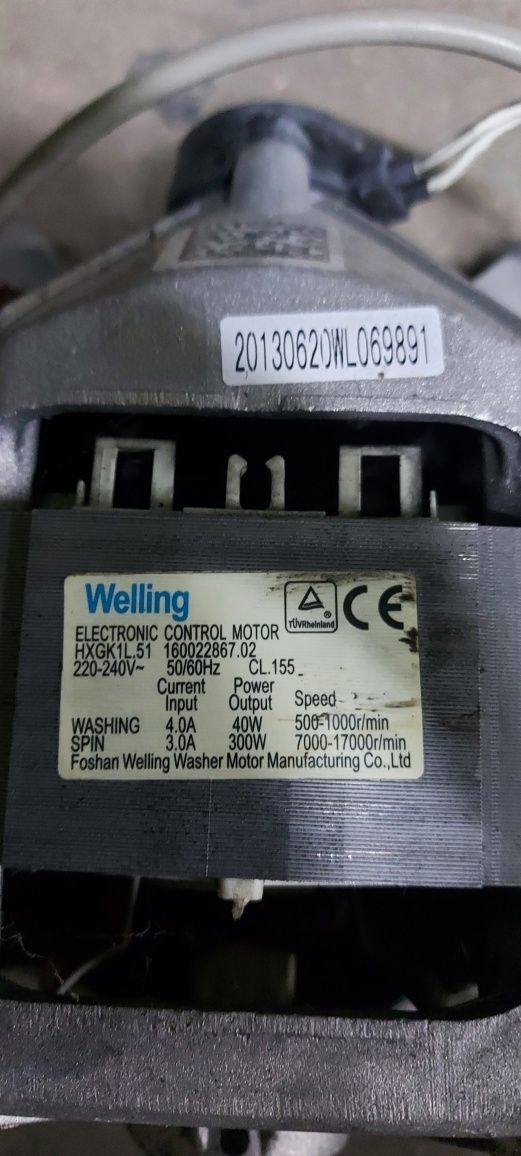 20130620WL069891
Welling
TÜVRheinland
ELECTRONIC CONTROL MOTOR
HXGK1L.51 160022867.02
220-240V~ 50/60Hz CL.155
Current Power
Input Output Speed
WASHING 4.0A 40W 500-1000r/min
SPIN 3.0A 300W 7000-17000r/min
Foshan Welling Washer Motor Manufacturing Co.,Ltd